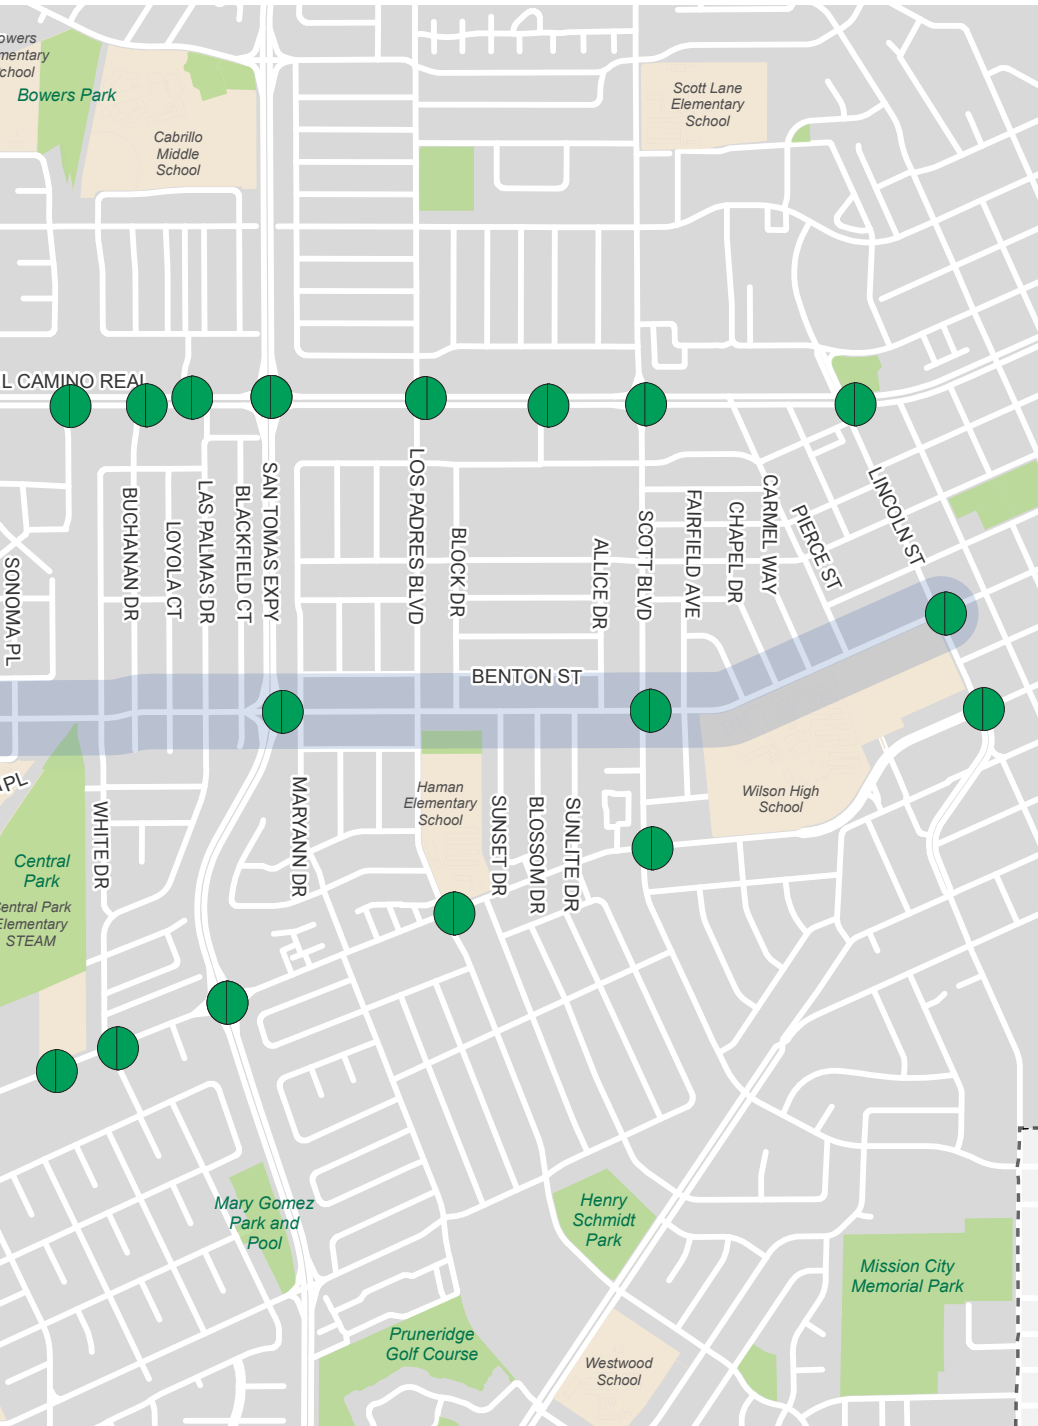 owers
mentary
chool
Bowers Park
Cabrillo
Middle
School
Scott Lane
Elementary
School
L CAMINO REAL
SAN TOMAS EXPY
LOS PADRES BLVD
LINCOLN ST
BUCHANAN DR
LOYOLA CT
LAS PALMAS DR
BLACKFIELD CT
BLOCK DR
ALLICE DR
SCOTT BLVD
FAIRFIELD AVE
CHAPEL DR
CARMEL WAY
PIERCE ST
SONOMA PL
BENTON ST
PL
WHITE DR
MARYANN DR
Haman
Elementary
School
SUNSET DR
BLOSSOM DR
SUNLITE DR
Wilson High
School
Central
Park
entral Park
Elementary
STEAM
Mary Gomez
Park and
Pool
Henry
Schmidt
Park
Mission City
Memorial Park
Pruneridge
Golf Course
Westwood
School